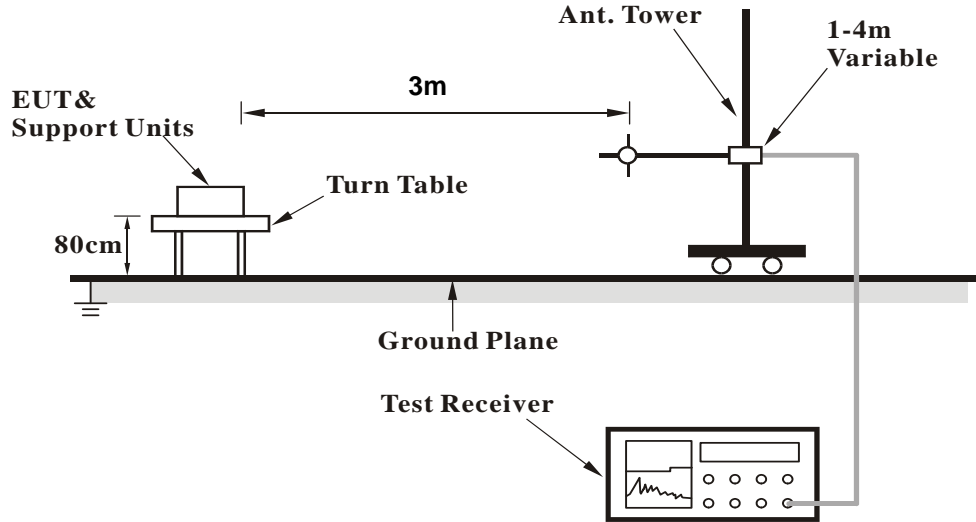 Ant. Tower
1-4m
Variable
3m
EUT&
Support Units
Turn Table
80cm
Ground Plane
Test Receiver